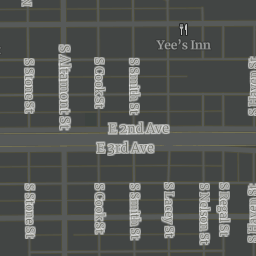 Yee's Inn
S Stone St
S Altamont St
S Cook St
S Smith St
E 2nd Ave
E 3rd Ave
S Stone St
S Cook St
S Smith St
S Lacey St
S Nelson St
S Regal St